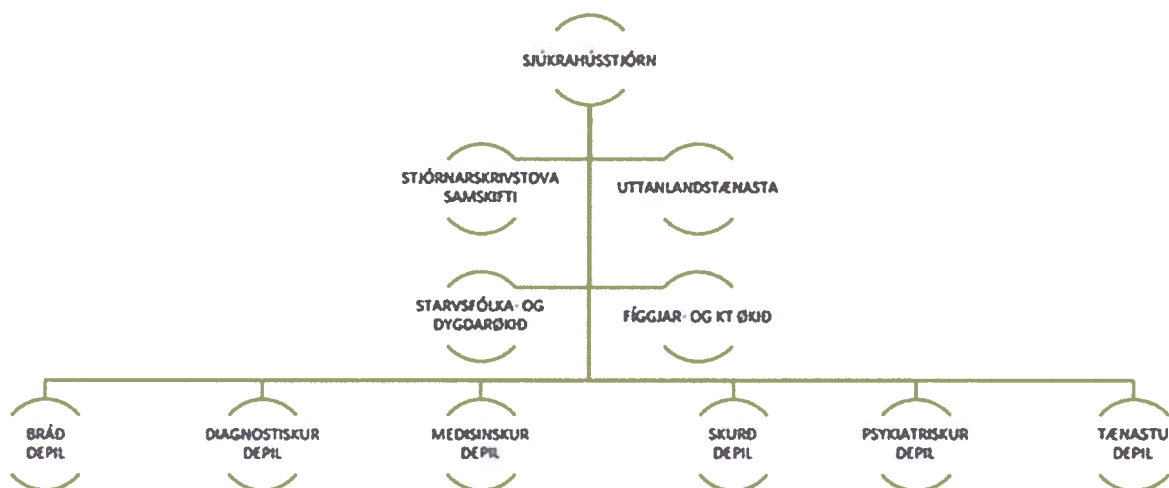 SJÚKRAHÚSSTJÓRN
STJÓRNARSKRIVSTOVA
SAMSKIFTI
UTTANLANDSTÆNASTA
STARVSFÓLKA- OG
DYGDARØKIÐ
FÍGGJAR- OG KT ØKIÐ
BRÁÐ
DEPIL
DIAGNOSTISKUR
DEPIL
MEDISINSKUR
DEPIL
SKURÐ
DEPIL
PSYKIATRISKUR
DEPIL
TÆNASTU
DEPIL